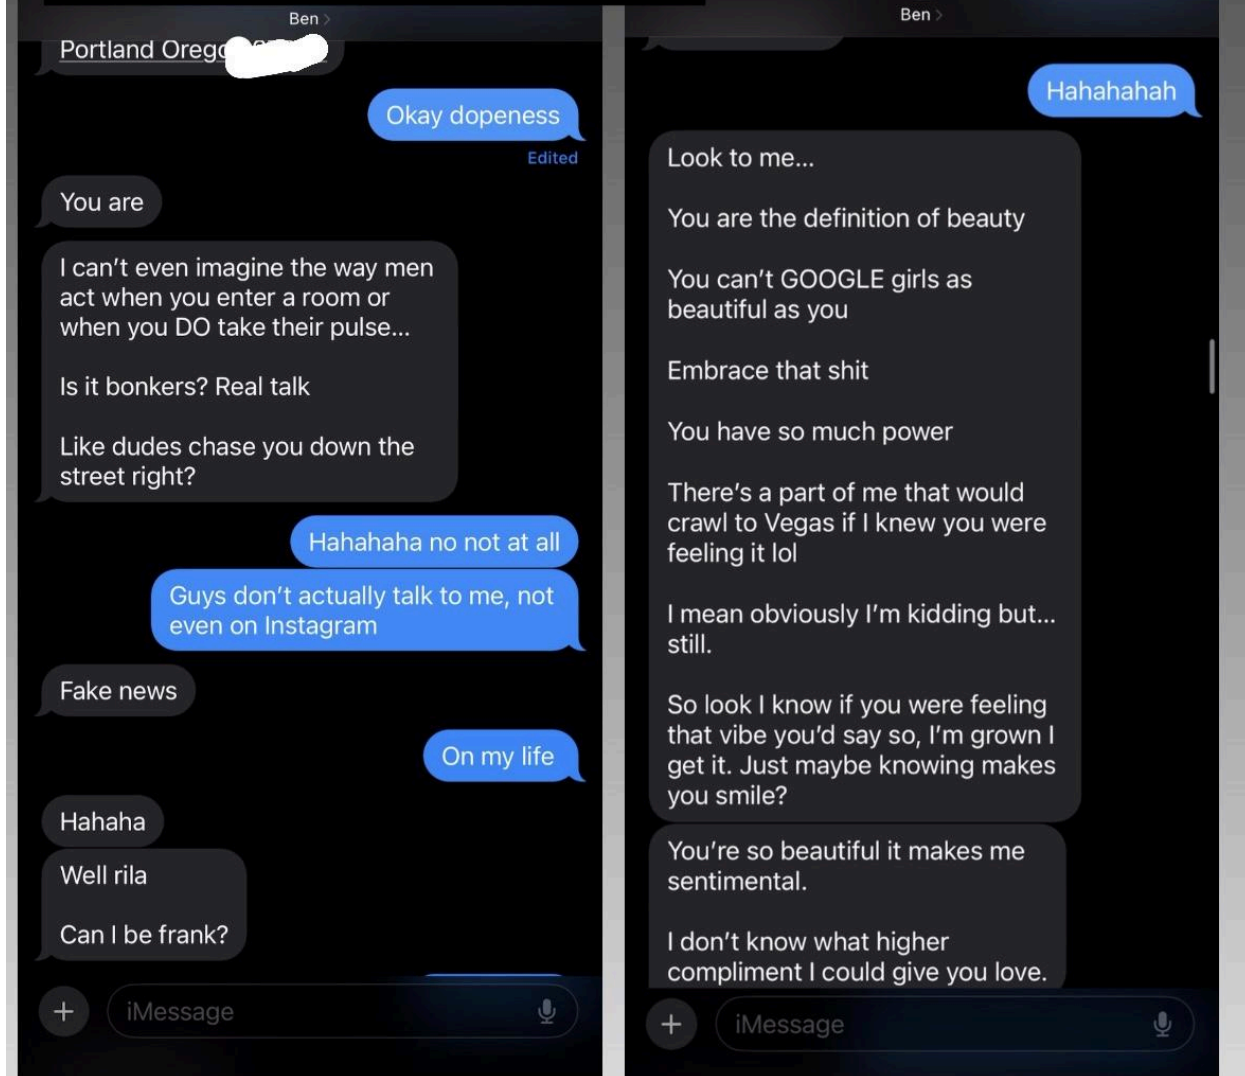 Ben >
Portland Orego
Okay dopeness
Edited
You are
I can't even imagine the way men
act when you enter a room or
when you DO take their pulse...
Is it bonkers? Real talk
Like dudes chase you down the
street right?
Hahahaha no not at all
Guys don't actually talk to me, not
even on Instagram
Fake news
On my life
Hahaha
Well rila
Can I be frank?
iMessage
Ben >
Hahahahah
Look to me...
You are the definition of beauty
You can't GOOGLE girls as
beautiful as you
Embrace that shit
You have so much power
There's a part of me that would
crawl to Vegas if I knew you were
feeling it lol
I mean obviously I'm kidding but...
still.
So look I know if you were feeling
that vibe you'd say so, I'm grown I
get it. Just maybe knowing makes
you smile?
You're so beautiful it makes me
sentimental.
I don't know what higher
compliment I could give you love.
iMessage